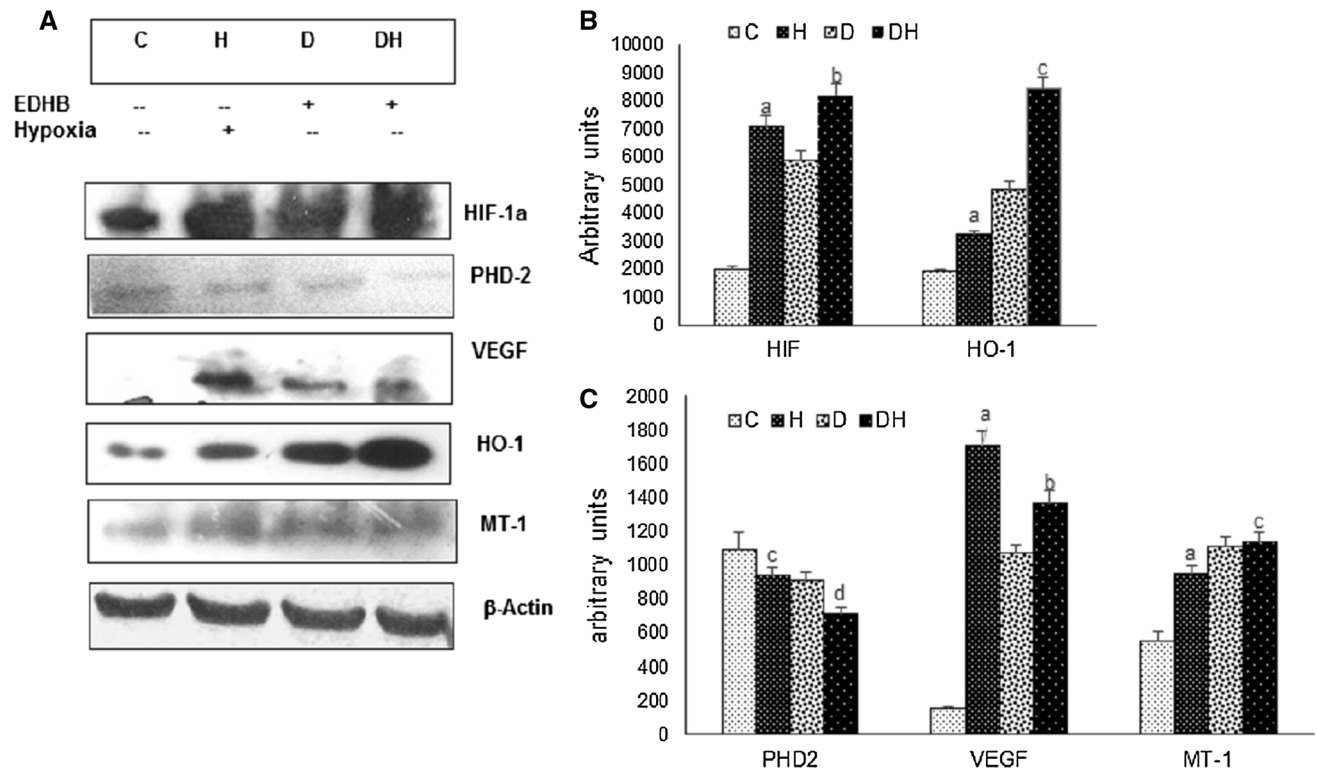 A
C H D DH
EDHB -- -- + +
Hypoxia -- + -- --
HIF-1a
PHD-2
VEGF
HO-1
MT-1
β-Actin
B
C H D DH
Arbitrary units
10000
9000
8000
7000
6000
5000
4000
3000
2000
1000
0
a b a c
HIF HO-1
C
C H D DH
arbitrary units
2000
1800
1600
1400
1200
1000
800
600
400
200
0
c d a b a c
PHD2 VEGF MT-1